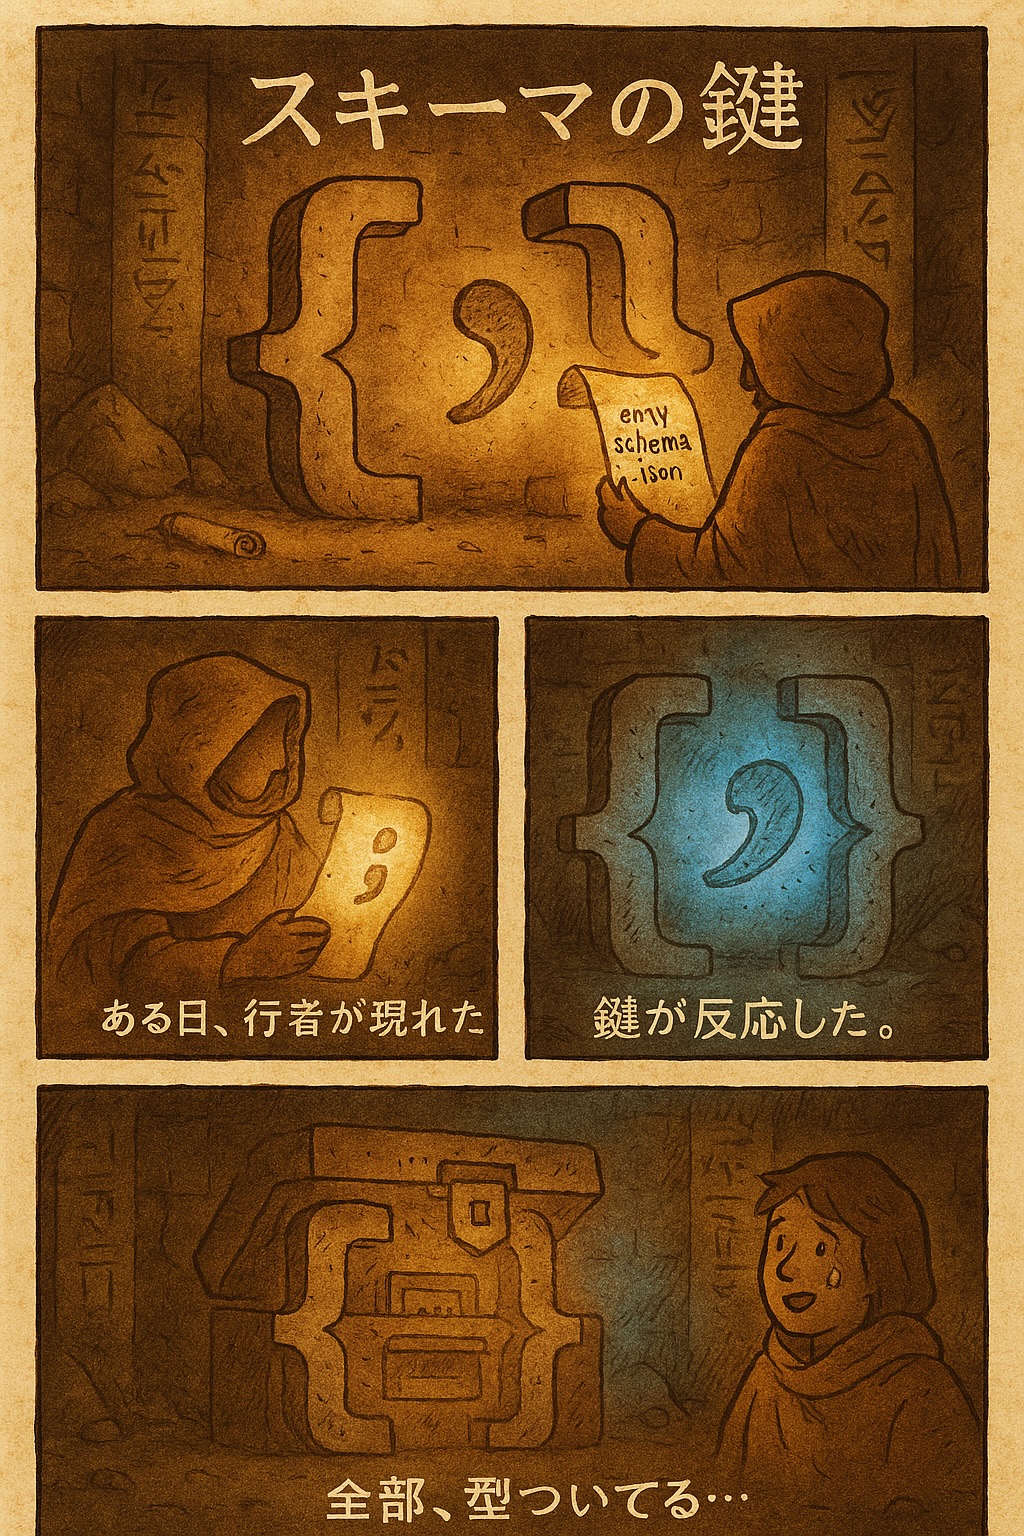 スキーマの鍵
{ , }
schema
;
ある日、行者が現れた
{ , }
鍵が反応した。
{ }
全部、型ついてる…